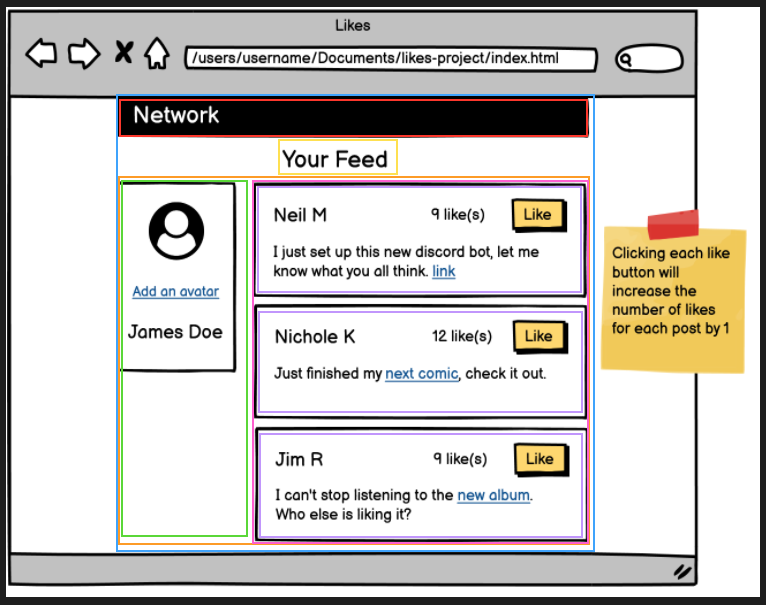 Likes
/users/username/Documents/likes-project/index.html
Network
Your Feed
Add an avatar
James Doe
Neil M
9 like(s)
Like
I just set up this new discord bot, let me
know what you all think. link
Nichole K
12 like(s)
Like
Just finished my next comic, check it out.
Jim R
9 like(s)
Like
I can't stop listening to the new album.
Who else is liking it?
Clicking each like
button will
increase the
number of likes
for each post by 1